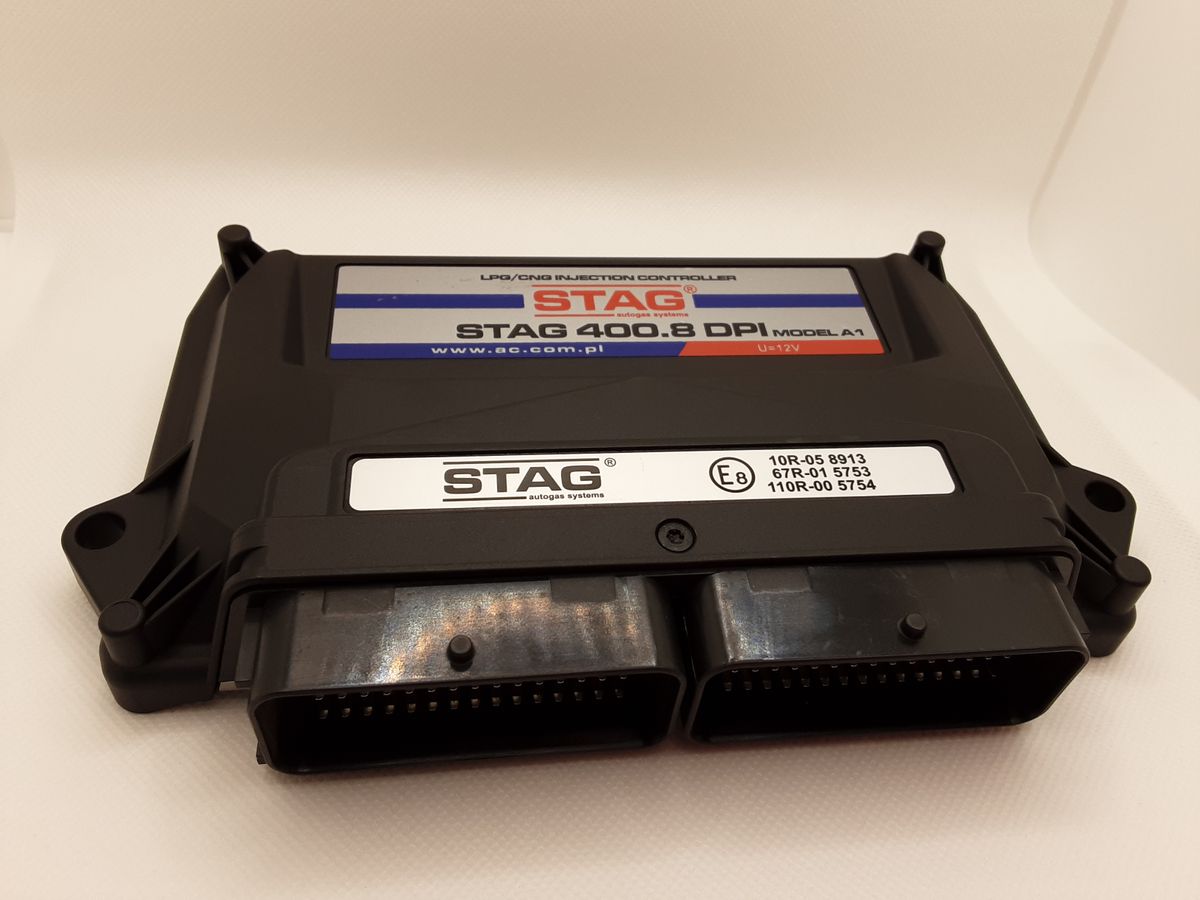 LPG/CNG INJECTION CONTROLLER
STAG®
autogas systems
STAG 400.8 DPI MODEL A1
www.ac.com.pl U=12V
STAG®
autogas systems
E8
10R-05 8913
67R-01 5753
110R-00 5754